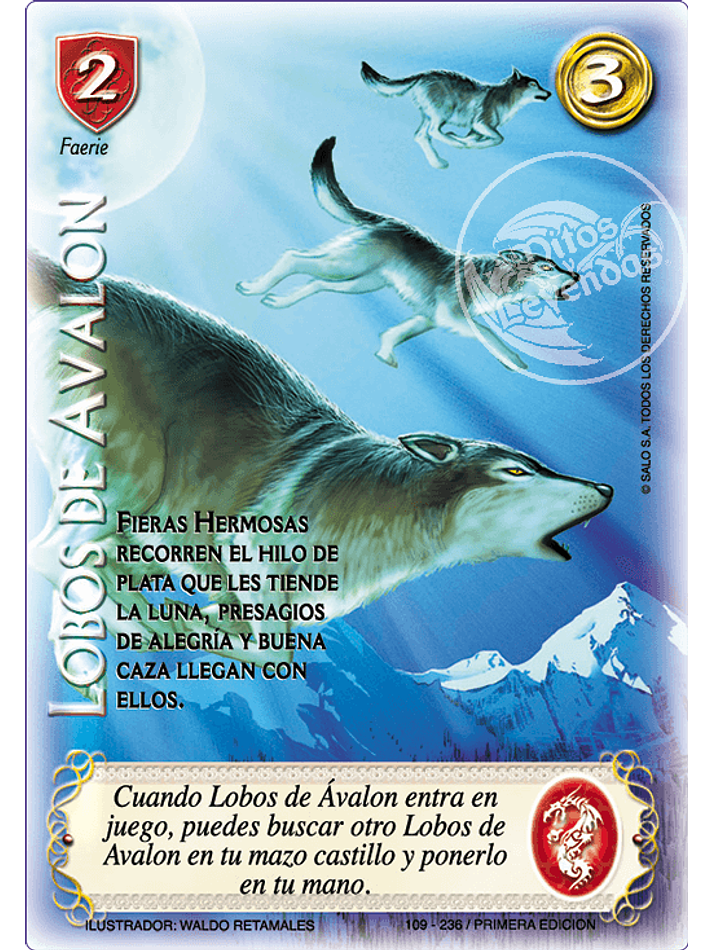 2
3
Faerie
Mitos
y
Leyendas
LOBOS DE AVALON
© SALO S.A. TODOS LOS DERECHOS RESERVADOS
FIERAS HERMOSAS
RECORREN EL HILO DE
PLATA QUE LES TIENDE
LA LUNA, PRESAGIOS
DE ALEGRÍA Y BUENA
CAZA LLEGAN CON
ELLOS.
Cuando Lobos de Ávalon entra en
juego, puedes buscar otro Lobos de
Avalon en tu mazo castillo y ponerlo
en tu mano.
ILUSTRADOR: WALDO RETAMALES
109 - 236 / PRIMERA EDICION